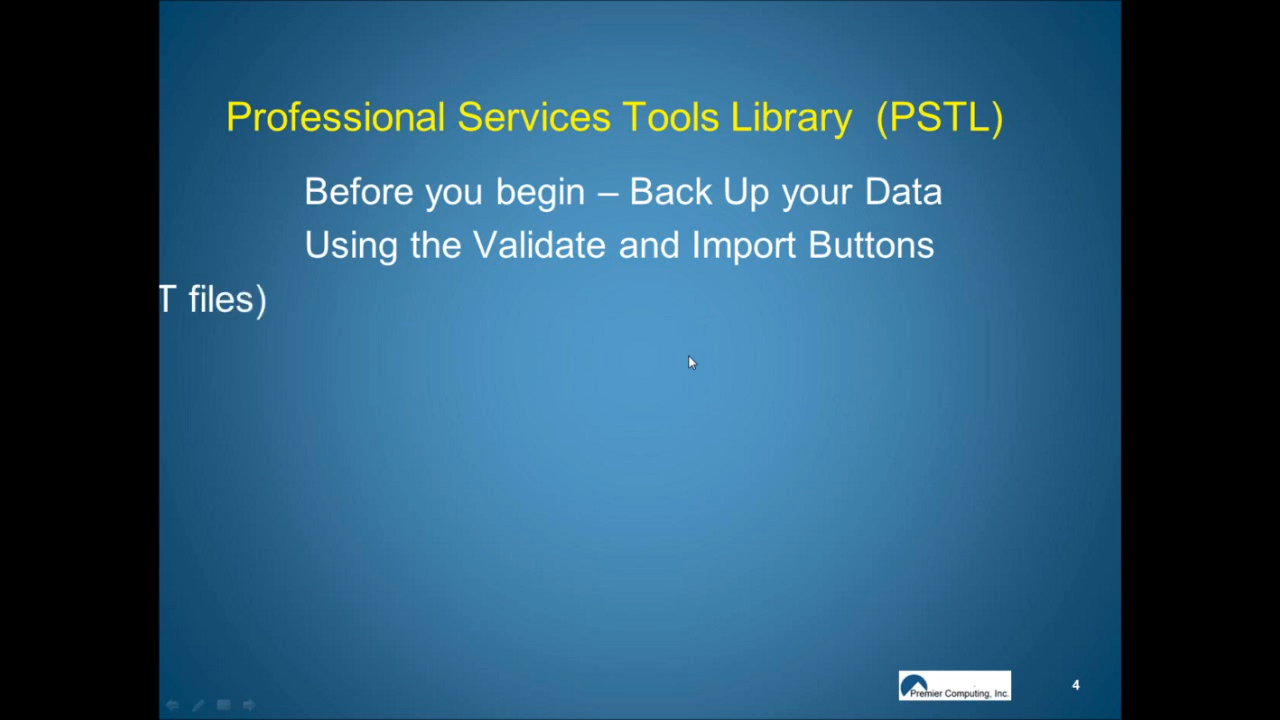 Professional Services Tools Library (PSTL)
Before you begin – Back Up your Data
Using the Validate and Import Buttons
T files)
Premier Computing, Inc.
4